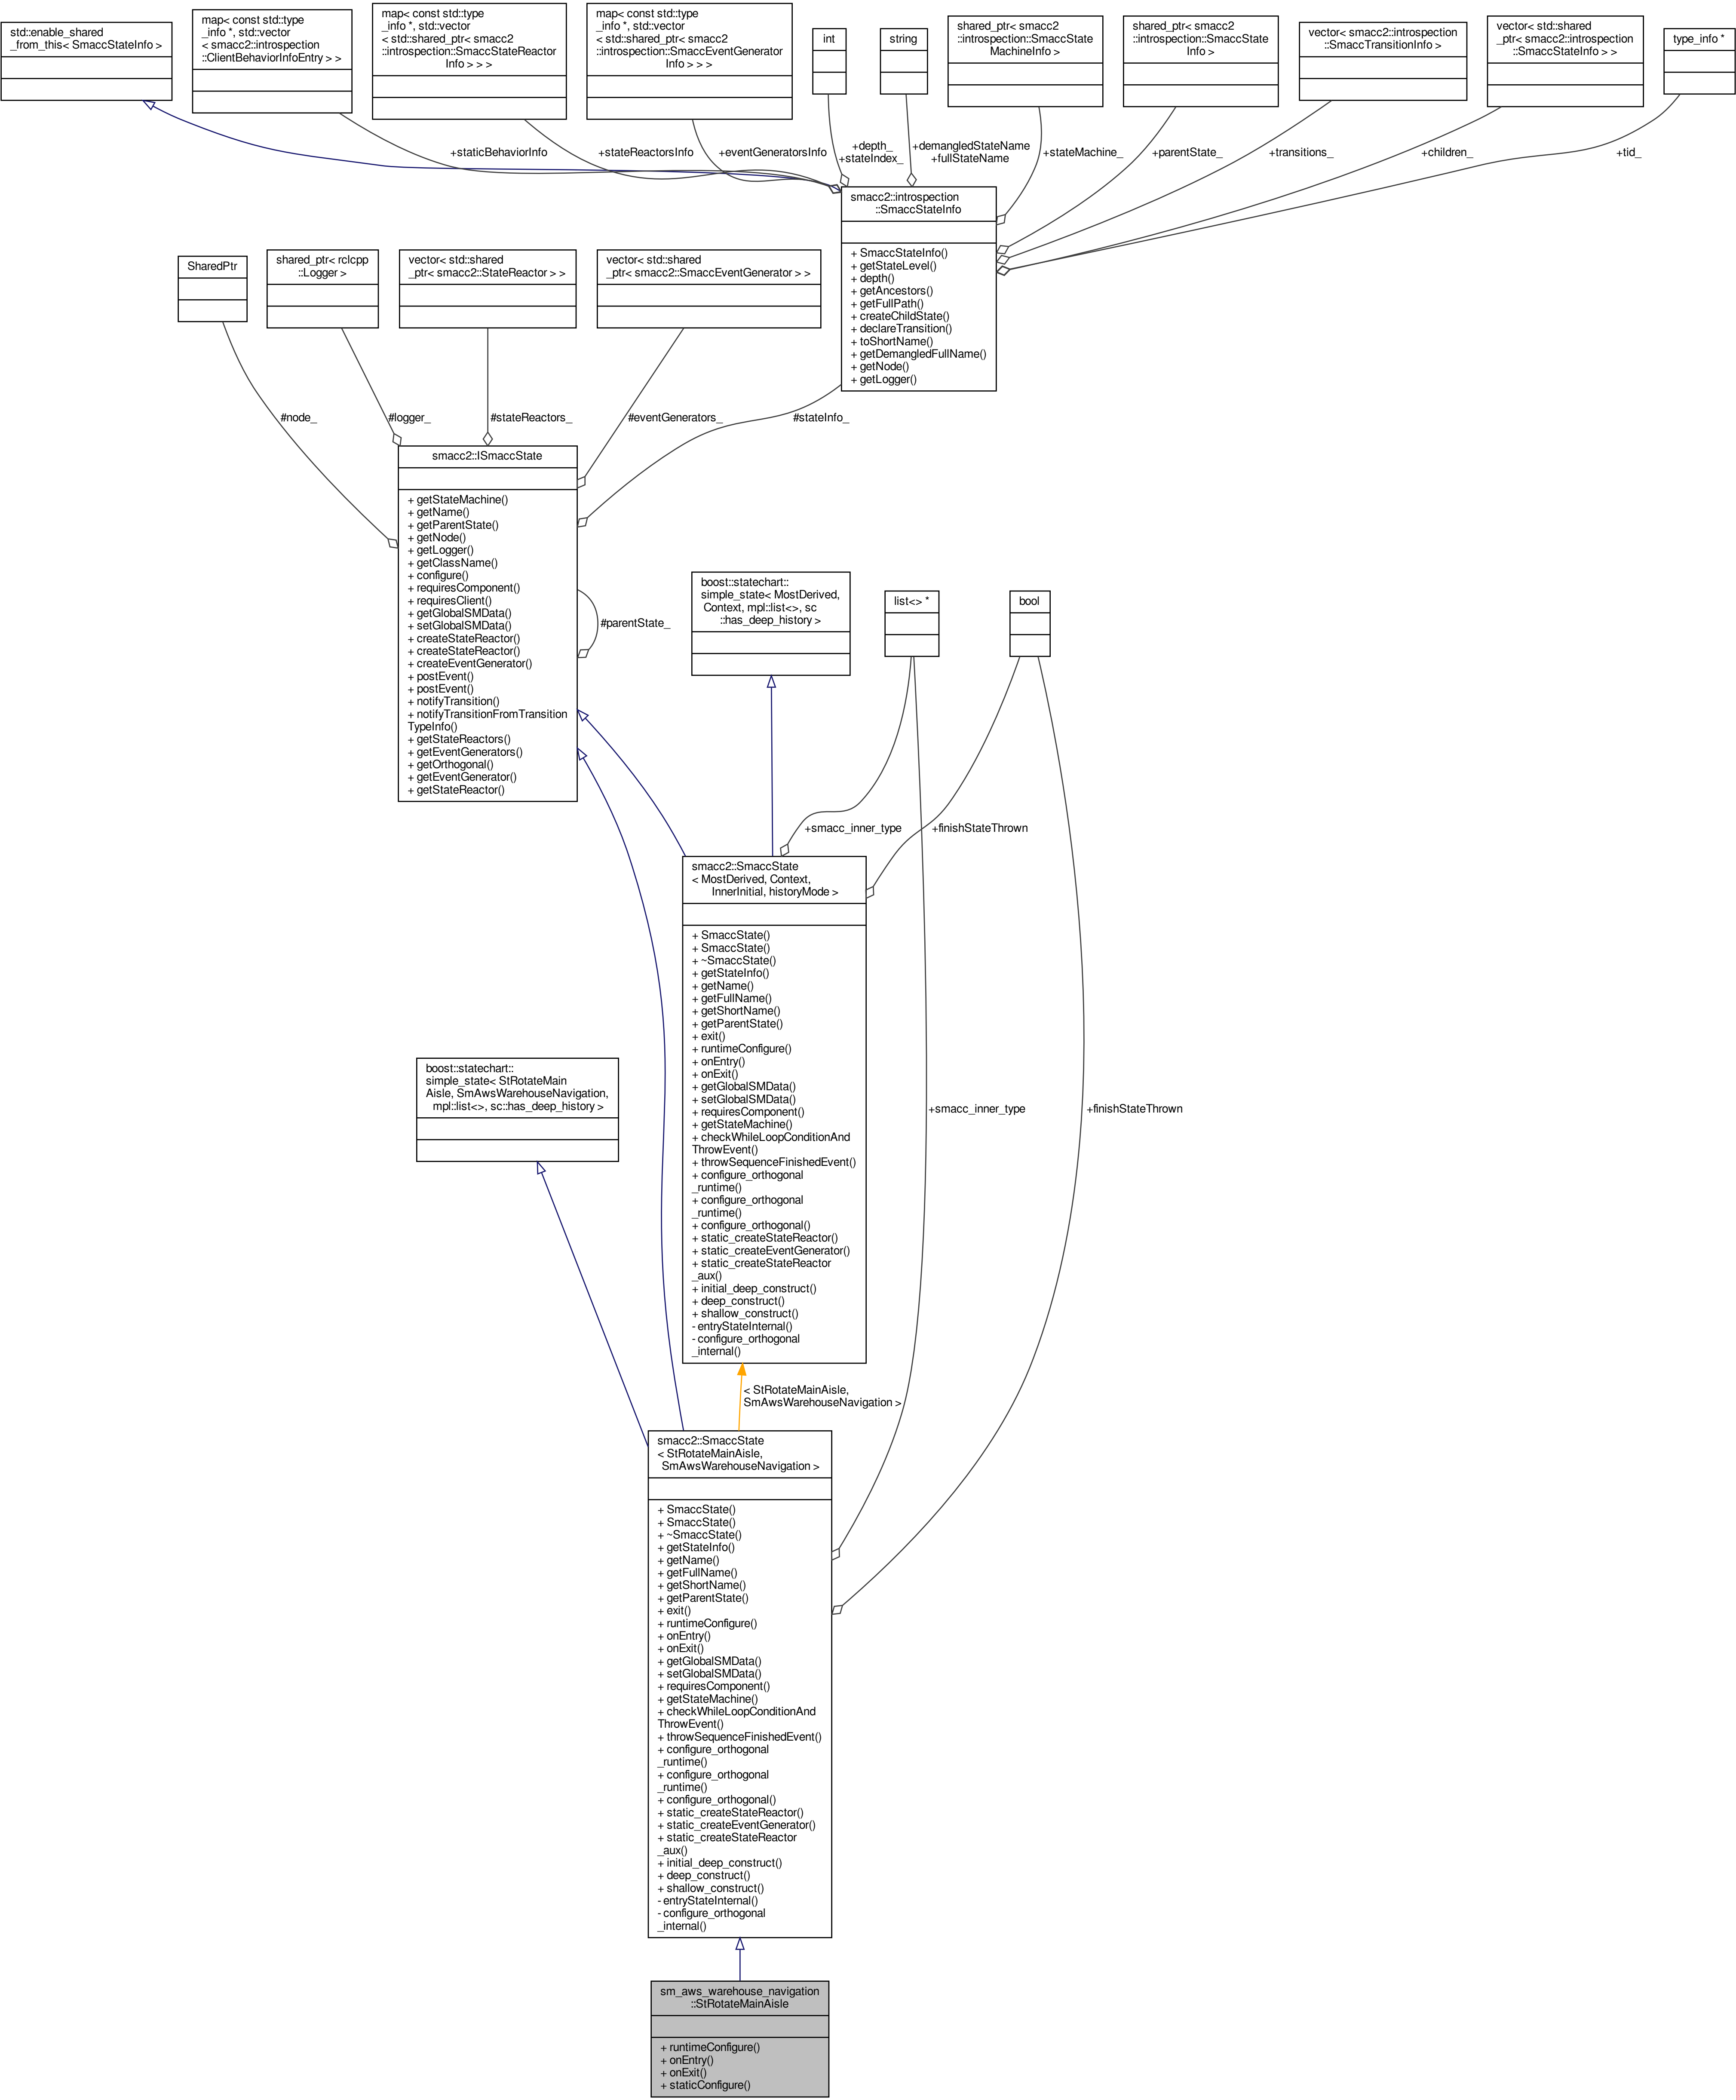 std::enable_shared
_from_this< SmaccStateInfo >
map< const std::type
_info *, std::vector
< smacc2::introspection
::ClientBehaviorInfoEntry > >
map< const std::type
_info *, std::vector
< std::shared_ptr< smacc2
::introspection::SmaccStateReactor
Info > > >
map< const std::type
_info *, std::vector
< std::shared_ptr< smacc2
::introspection::SmaccEventGenerator
Info > > >
int
string
shared_ptr< smacc2
::introspection::SmaccState
MachineInfo >
shared_ptr< smacc2
::introspection::SmaccState
Info >
vector< smacc2::introspection
::SmaccTransitionInfo >
vector< std::shared
_ptr< smacc2::introspection
::SmaccStateInfo > >
type_info *
+staticBehaviorInfo
+stateReactorsInfo
+eventGeneratorsInfo
+depth_
+stateIndex_
+demangledStateName
+fullStateName
+stateMachine_
+parentState_
+transitions_
+children_
+tid_
smacc2::introspection
::SmaccStateInfo
+ SmaccStateInfo()
+ getStateLevel()
+ depth()
+ getAncestors()
+ getFullPath()
+ createChildState()
+ declareTransition()
+ toShortName()
+ getDemangledFullName()
+ getNode()
+ getLogger()
SharedPtr
shared_ptr< rclcpp
::Logger >
vector< std::shared
_ptr< smacc2::StateReactor > >
vector< std::shared
_ptr< smacc2::SmaccEventGenerator > >
#node_
#logger_
#stateReactors_
#eventGenerators_
#stateInfo_
smacc2::ISmaccState
+ getStateMachine()
+ getName()
+ getParentState()
+ getNode()
+ getLogger()
+ getClassName()
+ configure()
+ requiresComponent()
+ requiresClient()
+ getGlobalSMData()
+ setGlobalSMData()
+ createStateReactor()
+ createStateReactor()
+ createEventGenerator()
+ postEvent()
+ postEvent()
+ notifyTransition()
+ notifyTransitionFromTransition
TypeInfo()
+ getStateReactors()
+ getEventGenerators()
+ getOrthogonal()
+ getEventGenerator()
+ getStateReactor()
#parentState_
boost::statechart::
simple_state< MostDerived,
Context, mpl::list<>, sc
::has_deep_history >
list<> *
bool
+smacc_inner_type
+finishStateThrown
smacc2::SmaccState
< MostDerived, Context,
InnerInitial, historyMode >
+ SmaccState()
+ SmaccState()
+ ~SmaccState()
+ getStateInfo()
+ getName()
+ getFullName()
+ getShortName()
+ getParentState()
+ exit()
+ runtimeConfigure()
+ onEntry()
+ onExit()
+ getGlobalSMData()
+ setGlobalSMData()
+ requiresComponent()
+ getStateMachine()
+ checkWhileLoopConditionAnd
ThrowEvent()
+ throwSequenceFinishedEvent()
+ configure_orthogonal
_runtime()
+ configure_orthogonal
_runtime()
+ configure_orthogonal()
+ static_createStateReactor()
+ static_createEventGenerator()
+ static_createStateReactor
_aux()
+ initial_deep_construct()
+ deep_construct()
+ shallow_construct()
- entryStateInternal()
- configure_orthogonal
_internal()
boost::statechart::
simple_state< StRotateMain
Aisle, SmAwsWarehouseNavigation,
mpl::list<>, sc::has_deep_history >
+smacc_inner_type
+finishStateThrown
< StRotateMainAisle,
SmAwsWarehouseNavigation >
smacc2::SmaccState
< StRotateMainAisle,
SmAwsWarehouseNavigation >
+ SmaccState()
+ SmaccState()
+ ~SmaccState()
+ getStateInfo()
+ getName()
+ getFullName()
+ getShortName()
+ getParentState()
+ exit()
+ runtimeConfigure()
+ onEntry()
+ onExit()
+ getGlobalSMData()
+ setGlobalSMData()
+ requiresComponent()
+ getStateMachine()
+ checkWhileLoopConditionAnd
ThrowEvent()
+ throwSequenceFinishedEvent()
+ configure_orthogonal
_runtime()
+ configure_orthogonal
_runtime()
+ configure_orthogonal()
+ static_createStateReactor()
+ static_createEventGenerator()
+ static_createStateReactor
_aux()
+ initial_deep_construct()
+ deep_construct()
+ shallow_construct()
- entryStateInternal()
- configure_orthogonal
_internal()
sm_aws_warehouse_navigation
::StRotateMainAisle
+ runtimeConfigure()
+ onEntry()
+ onExit()
+ staticConfigure()